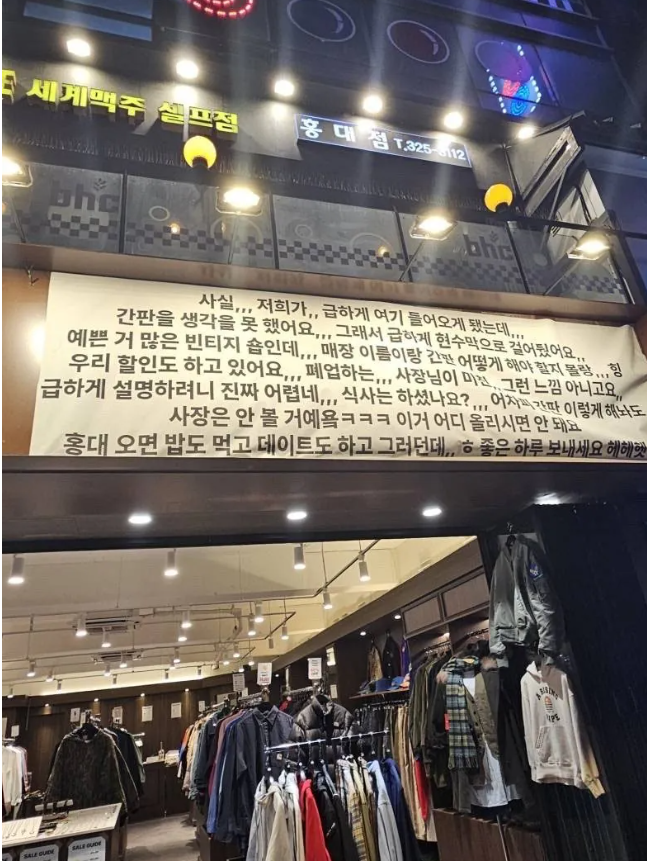 세계맥주 셀프점
홍대점 T.325-3112
bhc
bhc
사실,,, 저희가,, 급하게 여기 들어오게 됐는데,,,
간판을 생각을 못 했어요,,, 그래서 급하게 현수막으로 걸어뒀어요,,
예쁜 거 많은 빈티지 숍인데,,, 매장 이름이랑 간판 어떻게 해야 할지 몰랑,,,힝
우리 할인도 하고 있어요,,, 폐업하는,,, 사장님이 미친,,그런 느낌 아니고요,,
급하게 설명하려니 진짜 어렵네,,, 식사는 하셨나요?,,, 어차피 간판 이렇게 해놔도
사장은 안 볼 거예욬ㅋㅋㅋ 이거 어디 올리시면 안 돼요
홍대 오면 밥도 먹고 데이트도 하고 그러던데,, ㅎ 좋은 하루 보내세요 헤헤헷
SALE GUIDE
SALE GUIDE